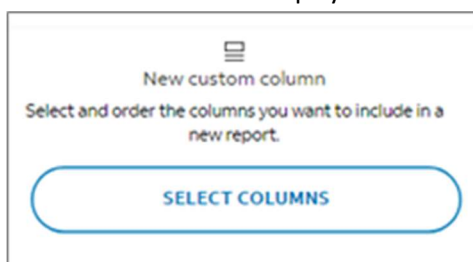 New custom column
Select and order the columns you want to include in a
new report.
SELECT COLUMNS